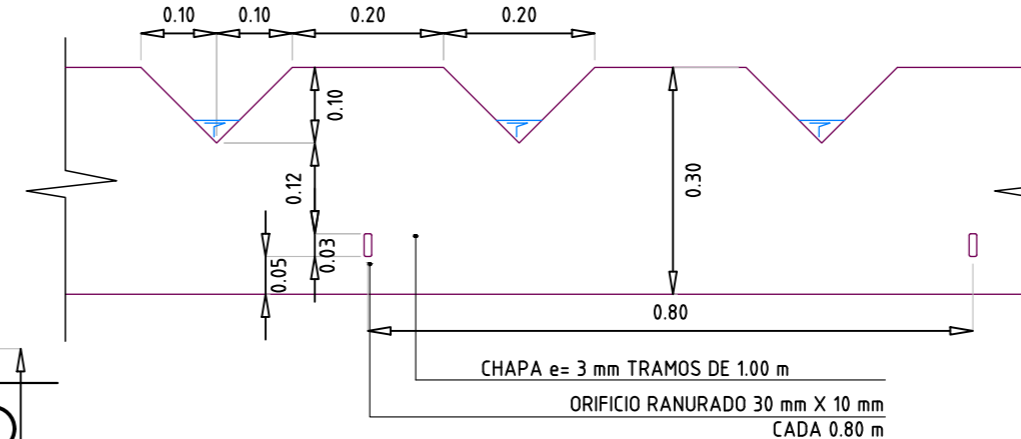 0.10 0.10 0.20 0.20
0.10
0.12
0.30
0.03
0.05
0.80
CHAPA e= 3 mm TRAMOS DE 1.00 m
ORIFICIO RANURADO 30 mm X 10 mm
CADA 0.80 m